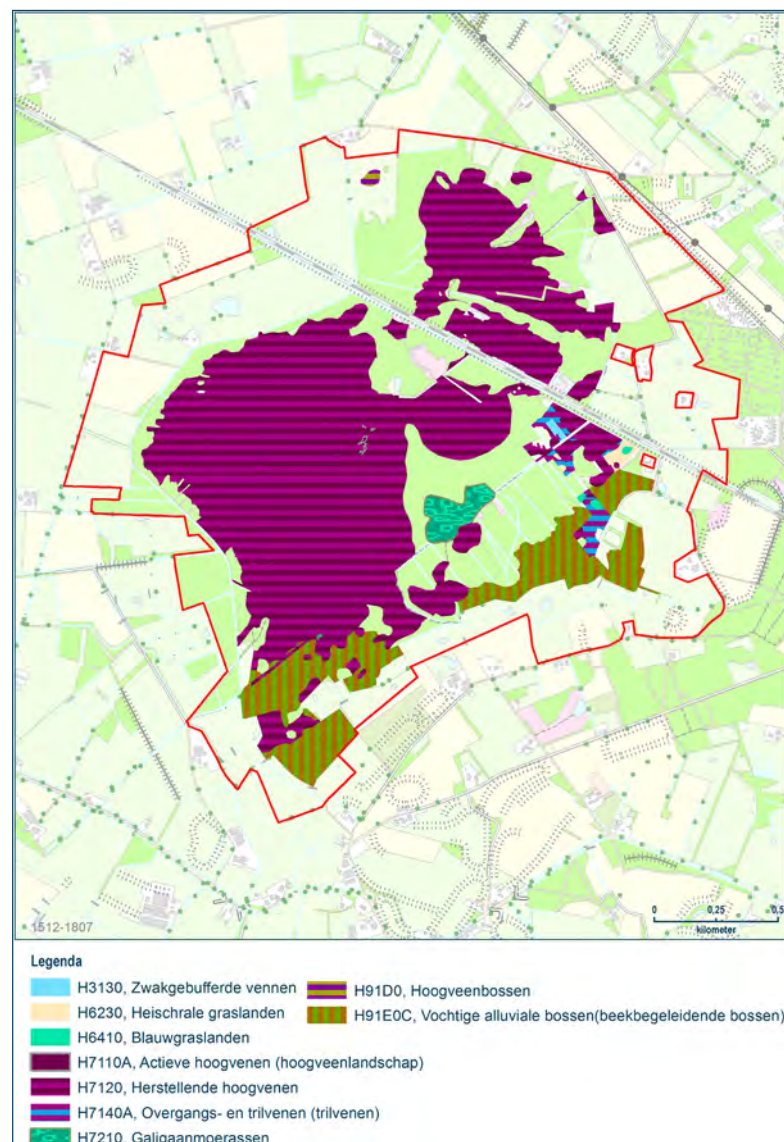 1512-1807
0 0,25 0,5
kilometer
Legenda
H3130, Zwakgebufferde vennen
H6230, Heischrale graslanden
H6410, Blauwgraslanden
H7110A, Actieve hoogvenen (hoogveenlandschap)
H7120, Herstellende hoogvenen
H7140A, Overgangs- en trilvenen (trilvenen)
H7210, Galigaanmoerassen
H91D0, Hoogveenbossen
H91E0C, Vochtige alluviale bossen(beekbegeleidende bossen)